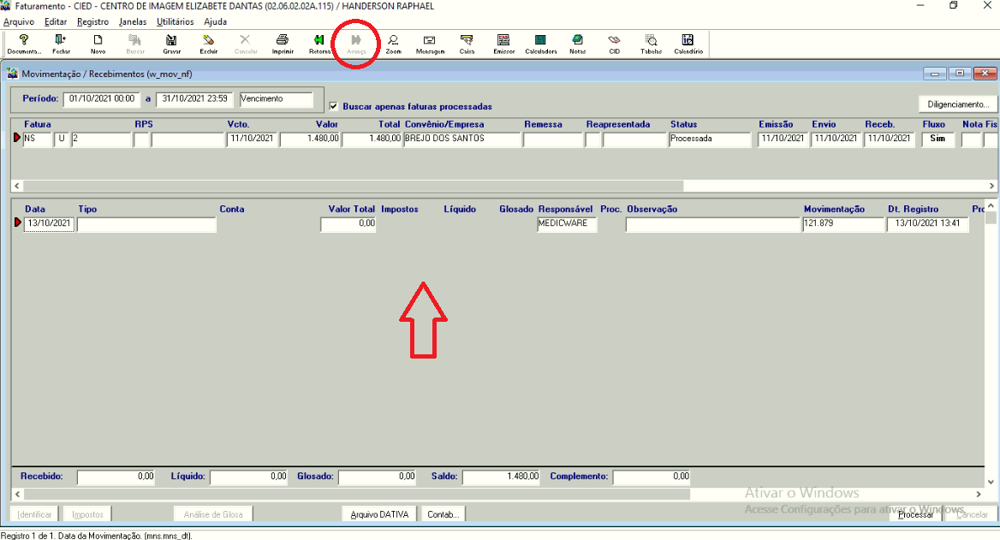 Faturamento - CIED - CENTRO DE IMAGEM ELIZABETE DANTAS (02.06.02.02A.115) / HANDERSON RAPHAEL
Arquivo Editar Registro Janelas Utilitários Ajuda
Documenta... Fechar Novo Buscar Gravar Excluir Cancelar Imprimir Retorna Avança Zoom Mensagem Caixa Emissor Calculadora Notas CID Tabelas Calendário
Movimentação / Recebimentos (w_mov_nf)
Período: 01/10/2021 00:00 a 31/10/2021 23:59 Vencimento
Buscar apenas faturas processadas
Diligenciamento...
Fatura RPS Vcto. Valor Total Convênio/Empresa Remessa Reapresentada Status Emissão Envio Receb. Fluxo Nota Fis
NS U 2 11/10/2021 1.480,00 1.480,00 BREJO DOS SANTOS Processada 11/10/2021 11/10/2021 11/10/2021 Sim
Data Tipo Conta Valor Total Impostos Líquido Glosado Responsável Proc. Observação Movimentação Dt. Registro Pro
13/10/2021 0,00 MEDICWARE 121.879 13/10/2021 13:41
Recebido: 0,00 Líquido: 0,00 Glosado: 0,00 Saldo: 1.480,00 Complemento: 0,00
Ativar o Windows
Acesse Configurações para ativar o Windows.
Identificar Impostos Análise de Glosa Arquivo DATIVA Contab... Processar Cancelar
Registro 1 de 1. Data da Movimentação. (mns.mns_dt).